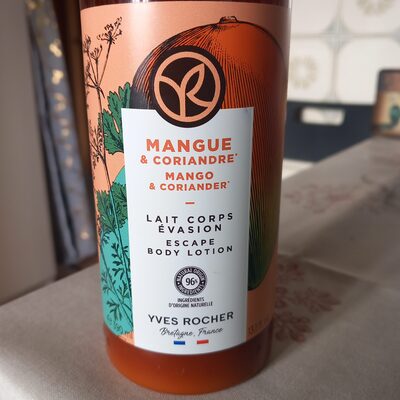 MANGUE
& CORIANDRE*
MANGO
& CORIANDER*
LAIT CORPS
ÉVASION
ESCAPE
BODY LOTION
96%
INGRÉDIENTS
D'ORIGINE NATURELLE
YVES ROCHER
Bretagne, France